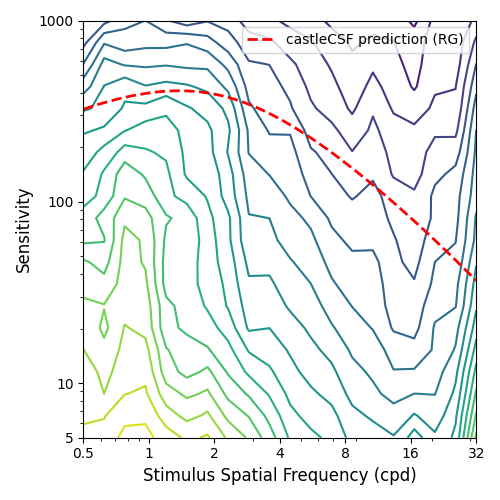 castleCSF prediction (RG)
1000
100
10
5
Sensitivity
0.5 1 2 4 8 16 32
Stimulus Spatial Frequency (cpd)